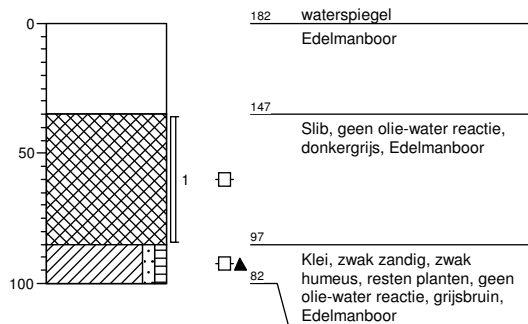 0
182 waterspiegel
Edelmanboor
147
Slib, geen olie-water reactie,
donkergrijs, Edelmanboor
50
1
97
Klei, zwak zandig, zwak
humeus, resten planten, geen
olie-water reactie, grijsbruin,
Edelmanboor
82
100